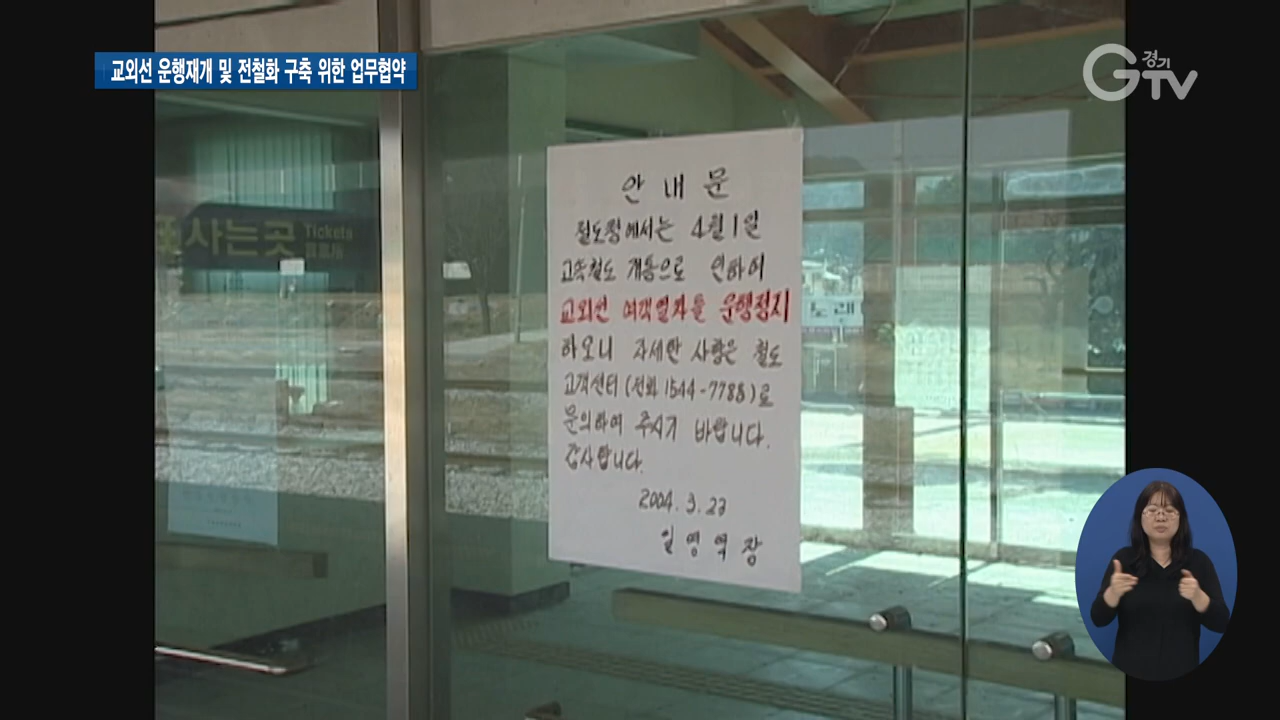 교외선 운행재개 및 전철화 구축 위한 업무협약
경기
GTV
표사는곳
Tickets
안내문
철도청에서는 4월1일
고속철도 개통으로 인하여
교외선 여객열차를 운행정지
하오니 자세한 사항은 철도
고객센터(전화 1544-7788)로
문의하여 주시기 바랍니다.
감사합니다.
2004. 3. 23
일영역장
노래